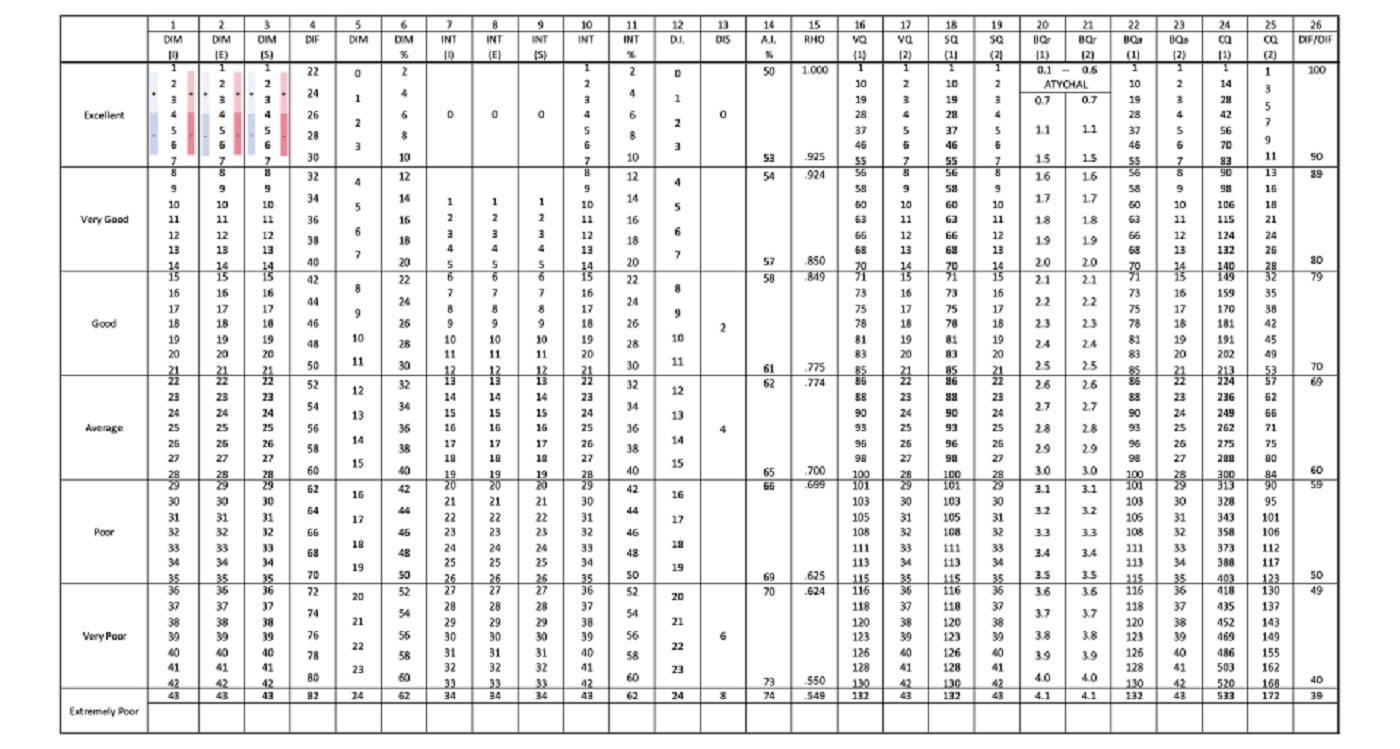 1 2 3 4 5 6 7 8 9 10 11 12 13 14 15 16 17 18 19 20 21 22 23 24 25 26
DIM DIM DIM DIF DIM DIM INT INT INT INT INT D.I. DIS A.I. RHO VQ VQ SQ SQ BQr BQr BQa BQa CQ CQ DIF/DIF
(I) (E) (S) % (I) (E) (S) % % (1) (2) (1) (2) (1) (2) (1) (2) (1) (2)
1 1 1 22 0 2 1 2 0 50 1.000 1 1 1 1 0.1 -- 0.6 1 1 1 1 100
2 2 2 2 10 2 10 2 ATYCHAL 10 2 14 3
3 3 3 24 1 4 3 4 1 19 3 19 3 0.7 0.7 19 3 28 5
Excellent 4 4 4 26 2 6 0 0 0 4 6 2 0 28 4 28 4 28 4 42 7
5 5 5 28 8 5 8 37 5 37 5 1.1 1.1 37 5 56
6 6 6 3 6 3 46 6 46 6 46 6 70 9
7 7 7 30 10 7 10 53 .925 55 7 55 7 1.5 1.5 55 7 83 11 90
8 8 8 32 4 12 8 12 4 54 .924 56 8 56 8 1.6 1.6 56 8 90 13 89
9 9 9 9 58 9 58 9 58 9 98 16
10 10 10 34 5 14 1 1 1 10 14 5 60 10 60 10 1.7 1.7 60 10 106 18
Very Good 11 11 11 36 16 2 2 2 11 16 63 11 63 11 1.8 1.8 63 11 115 21
12 12 12 38 6 18 3 3 3 12 18 6 66 12 66 12 1.9 1.9 66 12 124 24
13 13 13 7 4 4 4 13 7 68 13 68 13 68 13 132 26
14 14 14 40 20 5 5 5 14 20 57 .850 70 14 70 14 2.0 2.0 70 14 140 28 80
15 15 15 42 8 22 6 6 6 15 22 8 58 .849 71 15 71 15 2.1 2.1 71 15 149 32 79
16 16 16 7 7 7 16 73 16 73 16 73 16 159 35
17 17 17 44 9 24 8 8 8 17 24 9 75 17 75 17 2.2 2.2 75 17 170 38
Good 18 18 18 46 26 9 9 9 18 26 2 78 18 78 18 2.3 2.3 78 18 181 42
19 19 19 48 10 28 10 10 10 19 28 10 81 19 81 19 2.4 2.4 81 19 191 45
20 20 20 11 11 11 11 20 11 83 20 83 20 83 20 202 49
21 21 21 50 30 12 12 12 21 30 61 .775 85 21 85 21 2.5 2.5 85 21 213 53 70
22 22 22 52 12 32 13 13 13 22 32 12 62 .774 86 22 86 22 2.6 2.6 86 22 224 57 69
23 23 23 14 14 14 23 88 23 88 23 88 23 236 62
24 24 24 54 13 34 15 15 15 24 34 13 90 24 90 24 2.7 2.7 90 24 249 66
Average 25 25 25 56 36 16 16 16 25 36 4 93 25 93 25 2.8 2.8 93 25 262 71
26 26 26 58 14 38 17 17 17 26 38 14 96 26 96 26 2.9 2.9 96 26 275 75
27 27 27 15 18 18 18 27 15 98 27 98 27 98 27 288 80
28 28 28 60 40 19 19 19 28 40 65 .700 100 28 100 28 3.0 3.0 100 28 300 84 60
29 29 29 62 16 42 20 20 20 29 42 16 66 .699 101 29 101 29 3.1 3.1 101 29 313 90 59
30 30 30 21 21 21 30 103 30 103 30 103 30 328 95
31 31 31 64 17 44 22 22 22 31 44 17 105 31 105 31 3.2 3.2 105 31 343 101
Poor 32 32 32 66 46 23 23 23 32 46 108 32 108 32 3.3 3.3 108 32 358 106
33 33 33 68 18 48 24 24 24 33 48 18 111 33 111 33 3.4 3.4 111 33 373 112
34 34 34 19 25 25 25 34 19 113 34 113 34 113 34 388 117
35 35 35 70 50 26 26 26 35 50 69 .625 115 35 115 35 3.5 3.5 115 35 403 123 50
36 36 36 72 20 52 27 27 27 36 52 20 70 .624 116 36 116 36 3.6 3.6 116 36 418 130 49
37 37 37 28 28 28 37 118 37 118 37 118 37 435 137
38 38 38 74 21 54 29 29 29 38 54 21 120 38 120 38 3.7 3.7 120 38 452 143
Very Poor 39 39 39 76 56 30 30 30 39 56 6 123 39 123 39 3.8 3.8 123 39 469 149
40 40 40 78 22 58 31 31 31 40 58 22 126 40 126 40 3.9 3.9 126 40 486 155
41 41 41 23 32 32 32 41 23 128 41 128 41 128 41 503 162
42 42 42 80 60 33 33 33 42 60 73 .550 130 42 130 42 4.0 4.0 130 42 520 168 40
43 43 43 82 24 62 34 34 34 43 62 24 8 74 .549 132 43 132 43 4.1 4.1 132 43 533 172 39
Extremely Poor